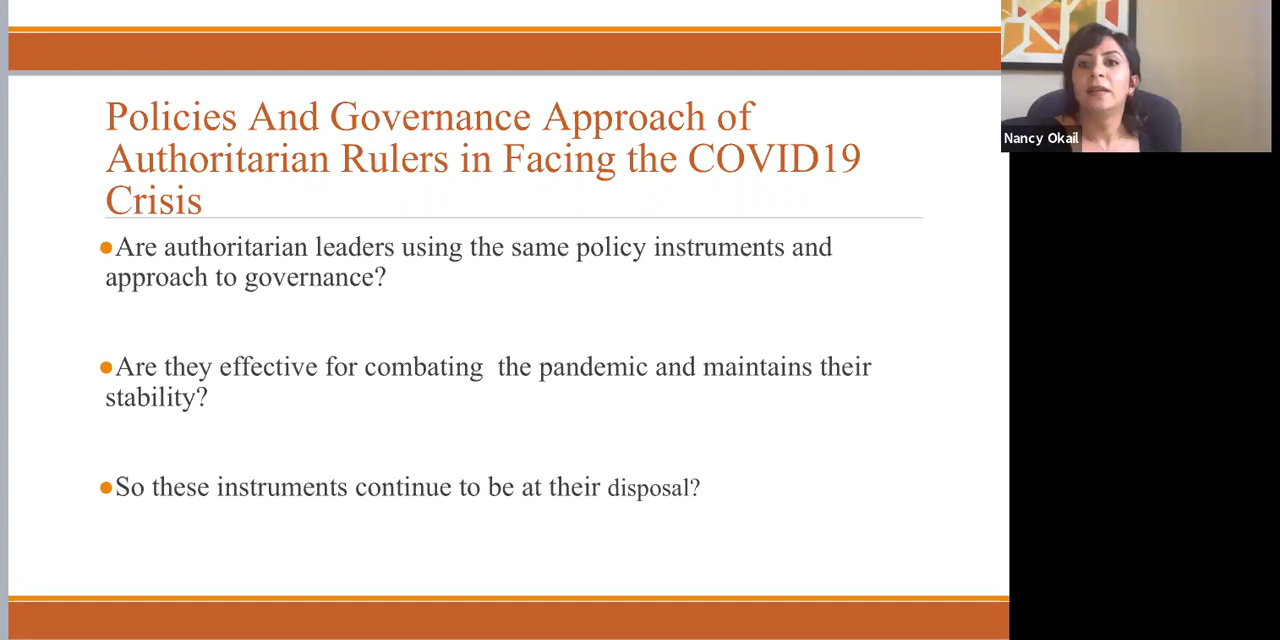 Policies And Governance Approach of
Authoritarian Rulers in Facing the COVID19
Crisis
●Are authoritarian leaders using the same policy instruments and
approach to governance?
●Are they effective for combating  the pandemic and maintains their
stability?
●So these instruments continue to be at their disposal?
Nancy Okail